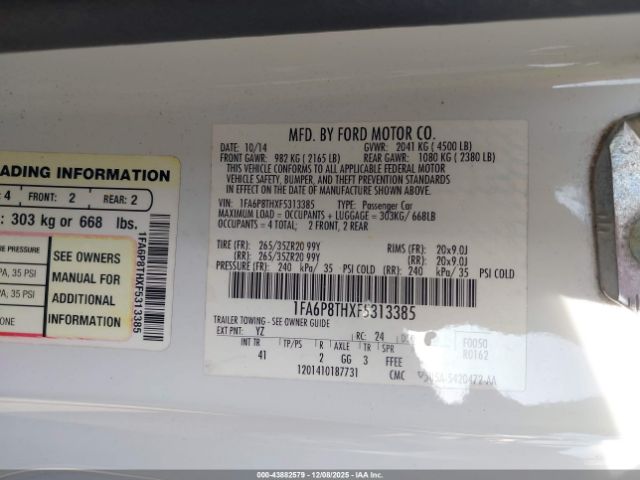 ADING INFORMATION
4 FRONT: 2 REAR: 2
: 303 kg or 668 lbs.
E PRESSURE
PA, 35 PSI
PA, 35 PSI
ONE
SEE OWNERS
MANUAL FOR
ADDITIONAL
INFORMATION
1FA6P8THXF5313385
MFD. BY FORD MOTOR CO.
DATE: 10/14 GVWR: 2041 KG ( 4500 LB)
FRONT GAWR: 982 KG ( 2165 LB) REAR GAWR: 1080 KG ( 2380 LB)
THIS VEHICLE CONFORMS TO ALL APPLICABLE FEDERAL MOTOR
VEHICLE SAFETY, BUMPER, AND THEFT PREVENTION STANDARDS
IN EFFECT ON THE DATE OF MANUFACTURE SHOWN ABOVE.
VIN: 1FA6P8THXF5313385 TYPE: Passenger Car
MAXIMUM LOAD = OCCUPANTS + LUGGAGE = 303KG/ 668LB
OCCUPANTS = 4 TOTAL; 2 FRONT, 2 REAR
TIRE (FR): 265/35ZR20 99Y RIMS (FR): 20x9.0J
(RR): 265/35ZR20 99Y (RR): 20x9.0J
PRESSURE (FR): 240 kPa/ 35 PSI COLD (RR): 240 kPa/ 35 PSI COLD
1FA6P8THXF5313385
TRAILER TOWING - SEE OWNER GUIDE
EXT PNT: YZ RC: 24
INT TR TP/PS R AXLE TR SPR
41 2 GG 3 FFEE
1201410187731 CMC
F0050
R0162
5420472-AA
000-43882579 | 12/08/2025 | IAAI.COM